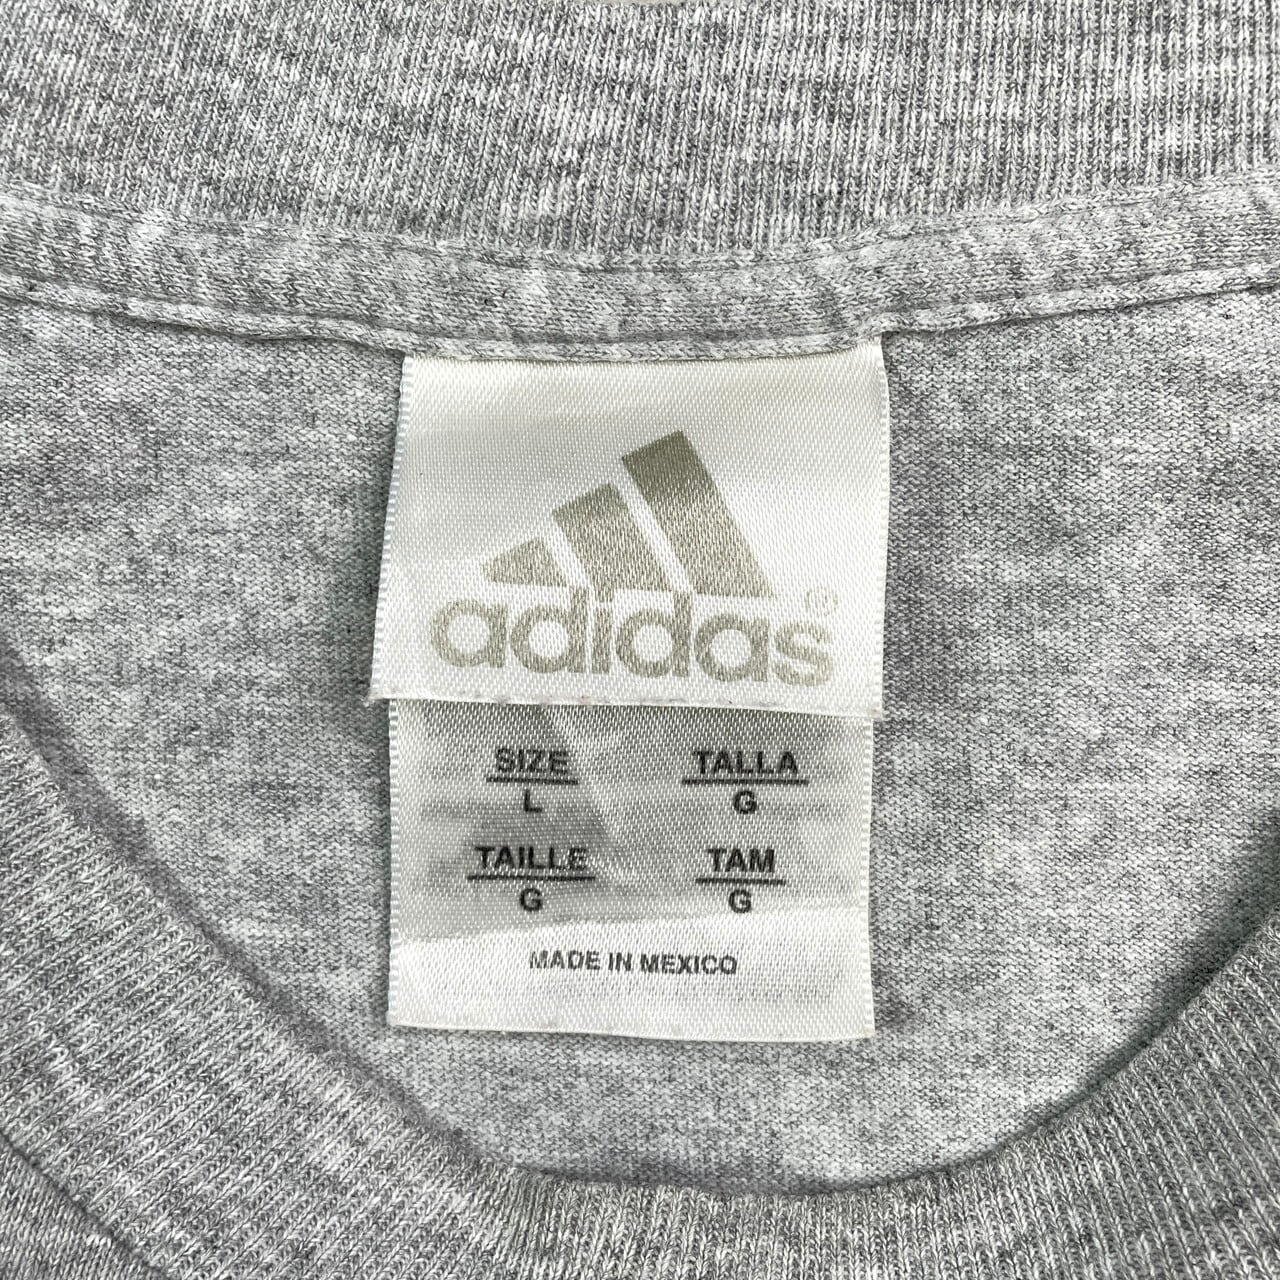 adidas®
SIZE TALLA
L G
TAILLE TAM
G G
MADE IN MEXICO